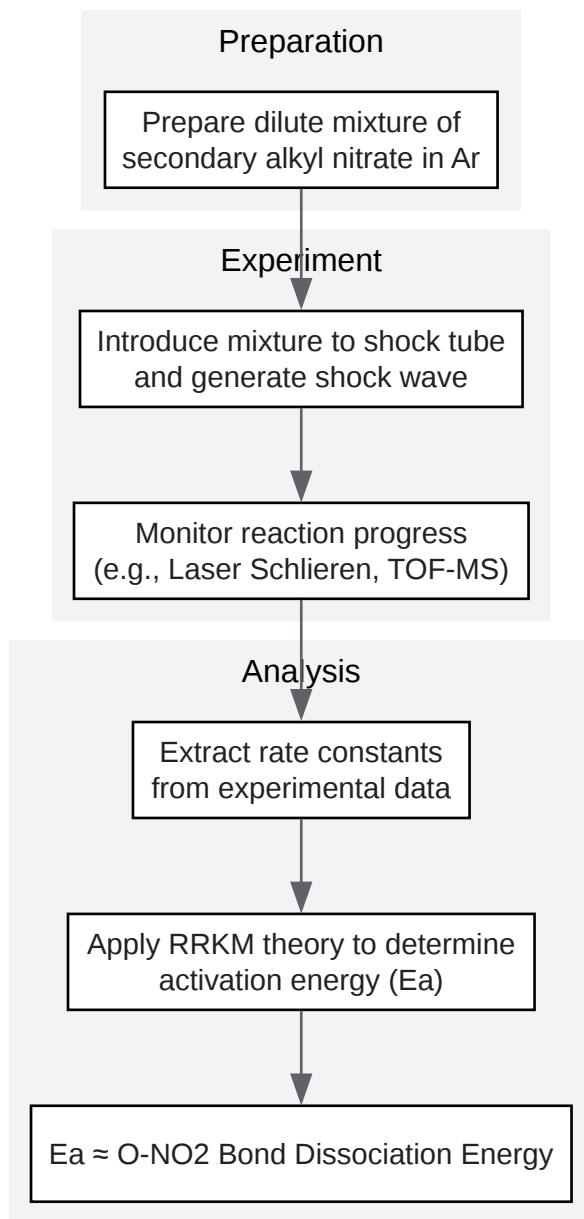 Preparation
Prepare dilute mixture of
secondary alkyl nitrate in Ar
Experiment
Introduce mixture to shock tube
and generate shock wave
Monitor reaction progress
(e.g., Laser Schlieren, TOF-MS)
Analysis
Extract rate constants
from experimental data
Apply RRKM theory to determine
activation energy (Ea)
Ea ≈ O-NO2 Bond Dissociation Energy